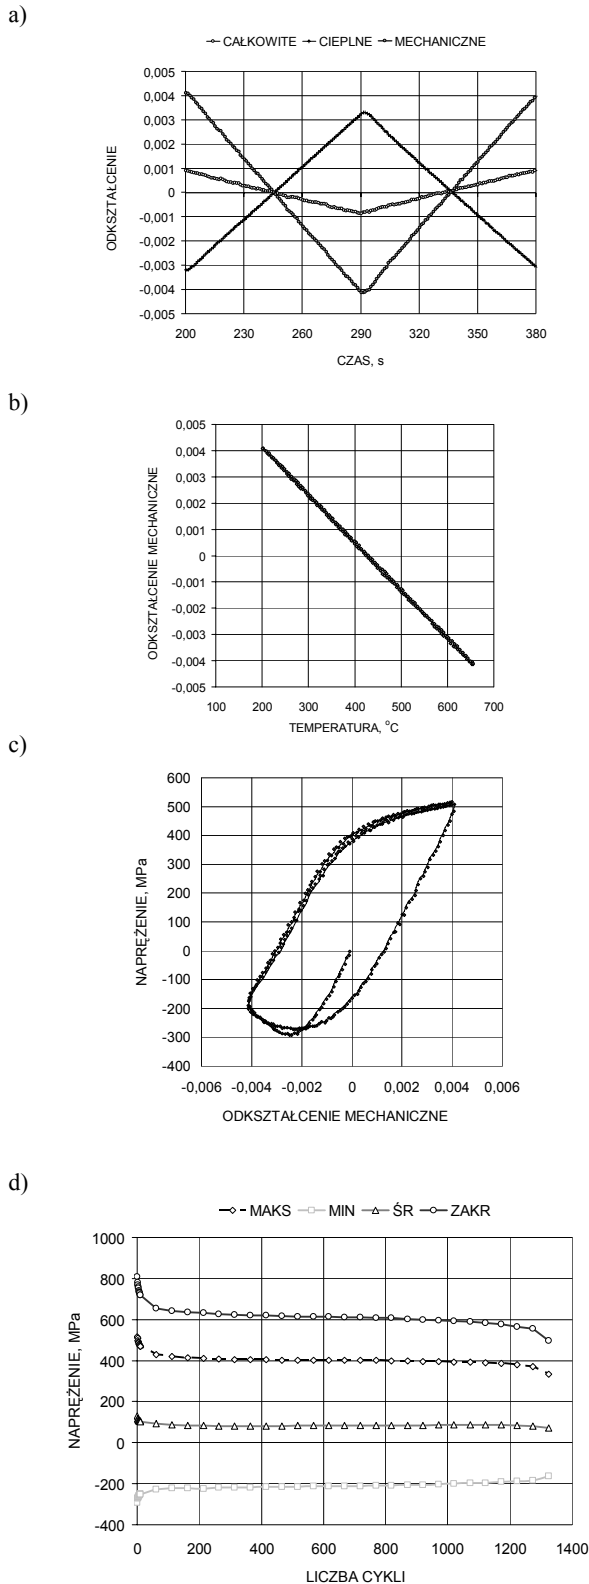 a)
CAŁKOWITE CIEPLNE MECHANICZNE
0,005
0,004
0,003
0,002
0,001
0
-0,001
-0,002
-0,003
-0,004
-0,005
ODKSZTAŁCENIE
200 230 260 290 320 350 380
CZAS, s
b)
0,005
0,004
0,003
0,002
0,001
0
-0,001
-0,002
-0,003
-0,004
-0,005
ODKSZTAŁCENIE MECHANICZNE
100 200 300 400 500 600 700
TEMPERATURA, °C
c)
600
500
400
300
200
100
0
-100
-200
-300
-400
NAPRĘŻENIE, MPa
-0,006 -0,004 -0,002 0 0,002 0,004 0,006
ODKSZTAŁCENIE MECHANICZNE
d)
MAKS MIN ŚR ZAKR
1000
800
600
400
200
0
-200
-400
NAPRĘŻENIE, MPa
0 200 400 600 800 1000 1200 1400
LICZBA CYKLI